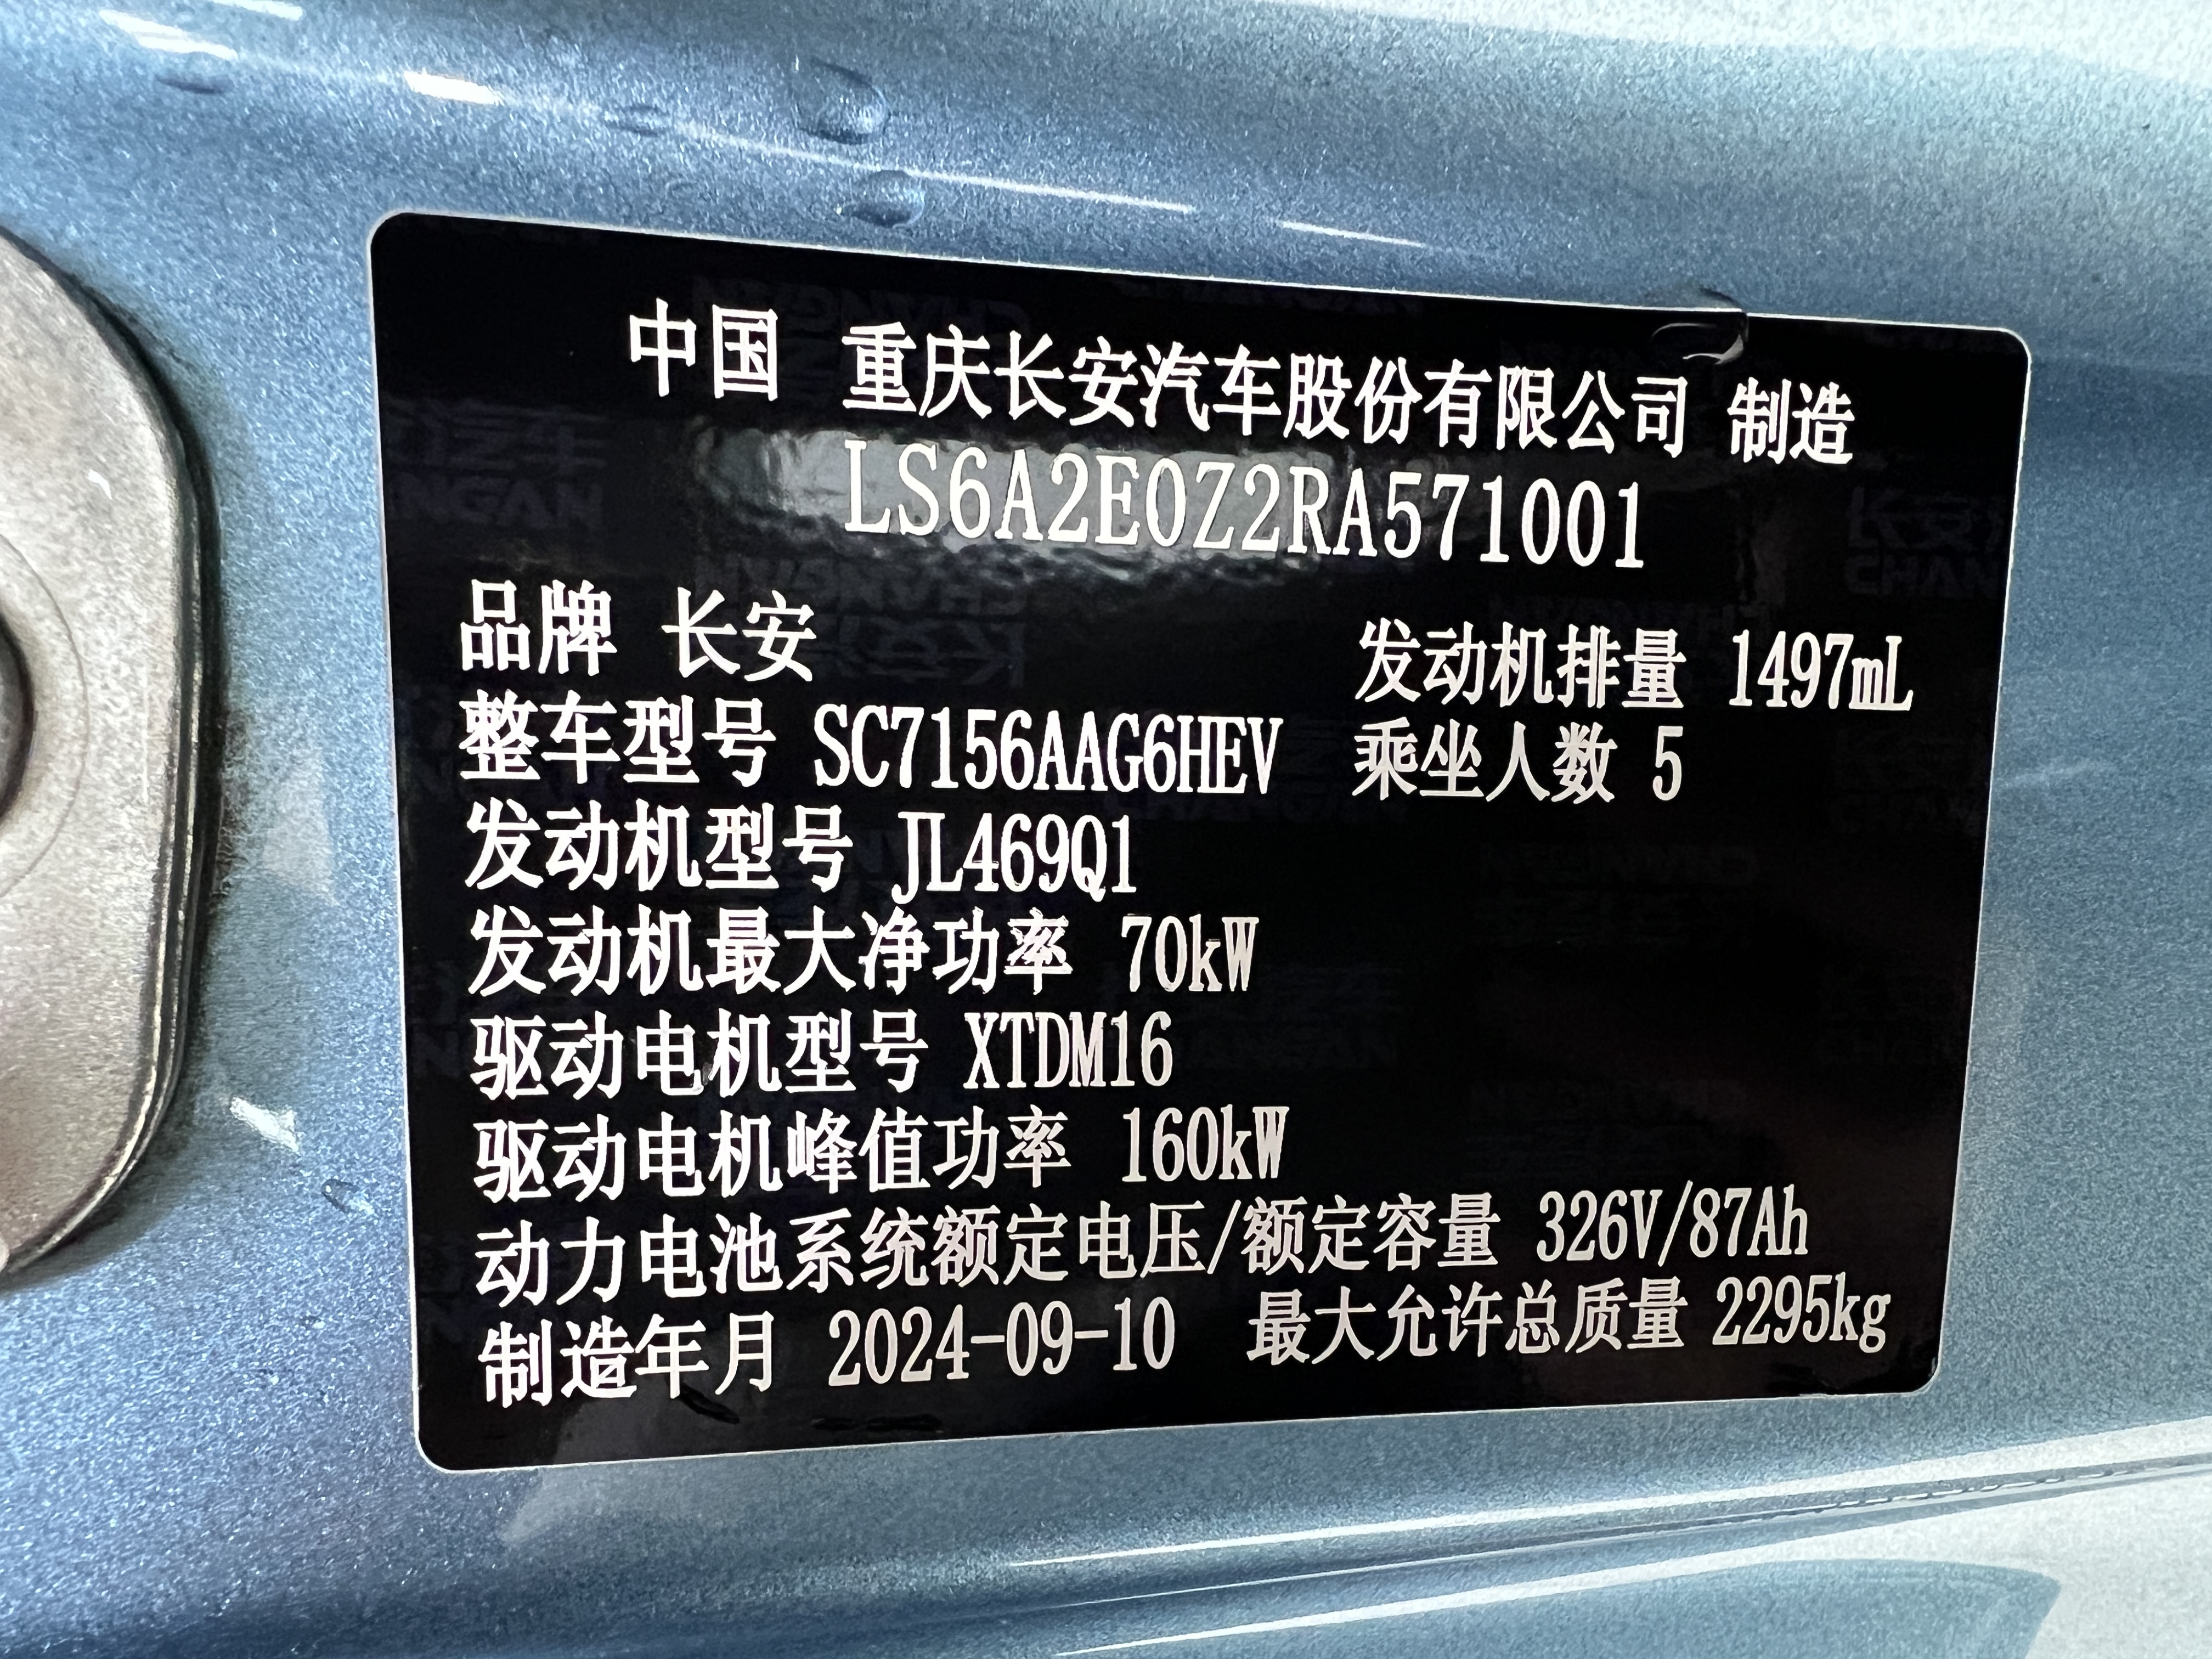 中国 重庆长安汽车股份有限公司 制造
LS6A2E0Z2RA571001
品牌 长安 发动机排量 1497mL
整车型号 SC7156AAG6HEV 乘坐人数 5
发动机型号 JL469Q1
发动机最大净功率 70kW
驱动电机型号 XTDM16
驱动电机峰值功率 160kW
动力电池系统额定电压/额定容量 326V/87Ah
制造年月 2024-09-10 最大允许总质量 2295kg